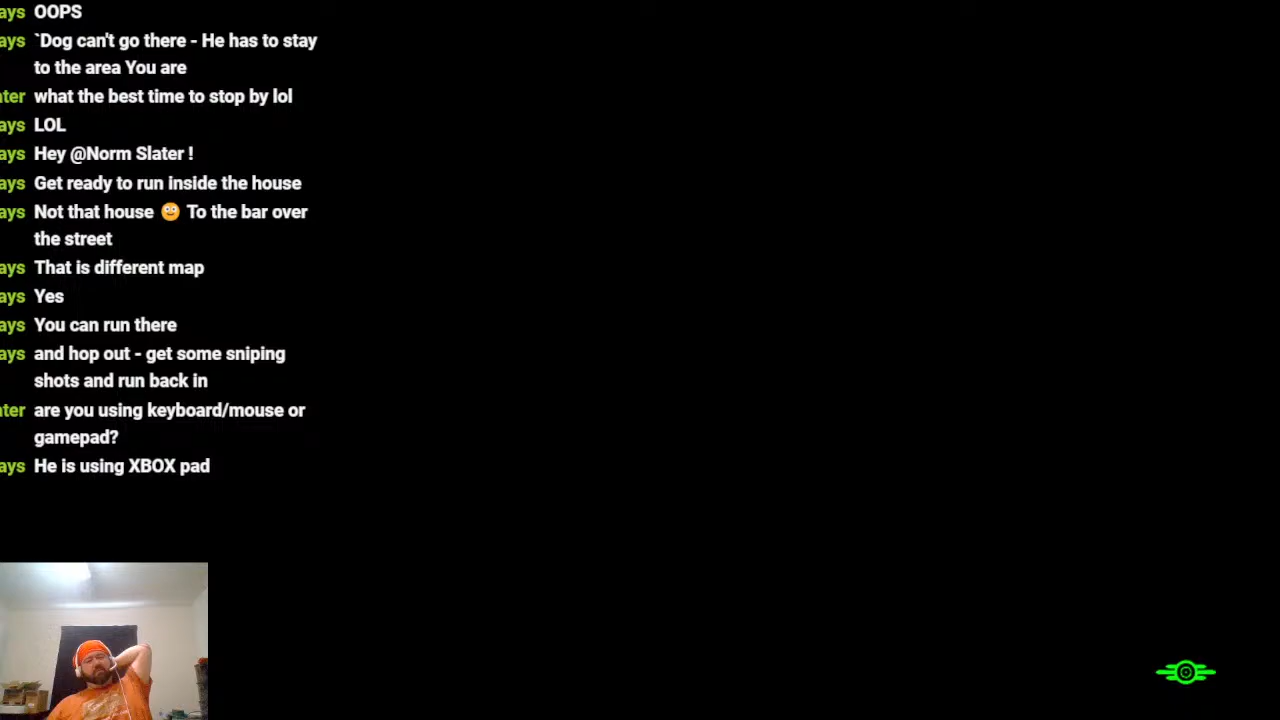 ays OOPS
ays `Dog can't go there - He has to stay
to the area You are
ater what the best time to stop by lol
ays LOL
ays Hey @Norm Slater !
ays Get ready to run inside the house
ays Not that house 😳 To the bar over
the street
ays That is different map
ays Yes
ays You can run there
ays and hop out - get some sniping
shots and run back in
ater are you using keyboard/mouse or
gamepad?
ays He is using XBOX pad